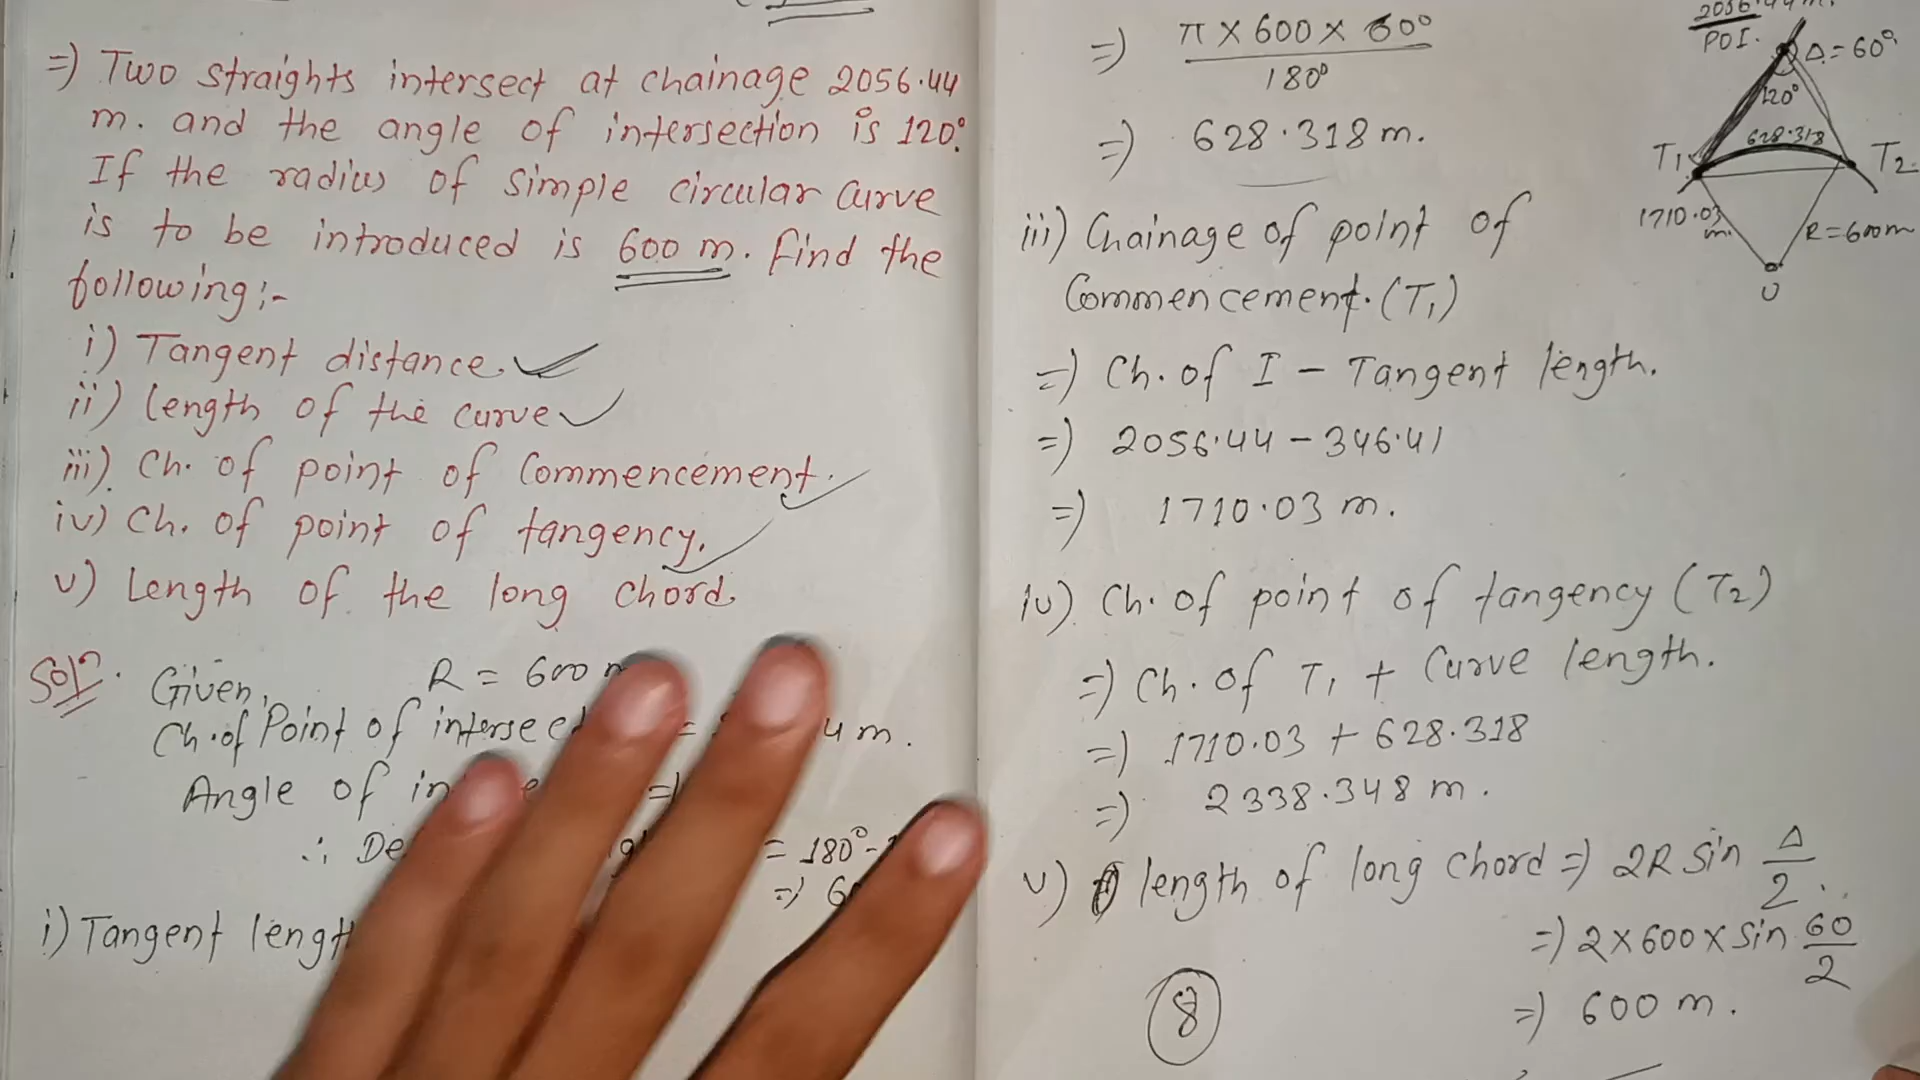 =) Two straights intersect at chainage 2056.44
m. and the angle of intersection is 120°.
If the radius of simple circular Curve
is to be introduced is 600 m. find the
following:-
i) Tangent distance.
ii) length of the curve
iii) Ch. of point of Commencement.
iv) Ch. of point of tangency.
v) Length of the long chord.
Solⁿ. Given, R = 600
Ch. of Point of = m.
Angle of =
∴ = 180° -
=>
i) Tangent
=) π × 600 × 60° / 180°
=) 628.318 m.
iii) Chainage of point of
Commencement. (T₁)
=) Ch. of I - Tangent length.
=) 2056.44 - 346.41
=) 1710.03 m.
iv) Ch. of point of tangency (T₂)
=) Ch. of T₁ + Curve length.
=) 1710.03 + 628.318
=) 2338.348 m.
v) length of long chord =) 2R Sin Δ/2.
=) 2×600×Sin 60/2
=) 600 m.
8
2056.44 m.
POI.
Δ = 60°
120°
628.318
T₁
T₂
1710.03
m.
R=600m
O